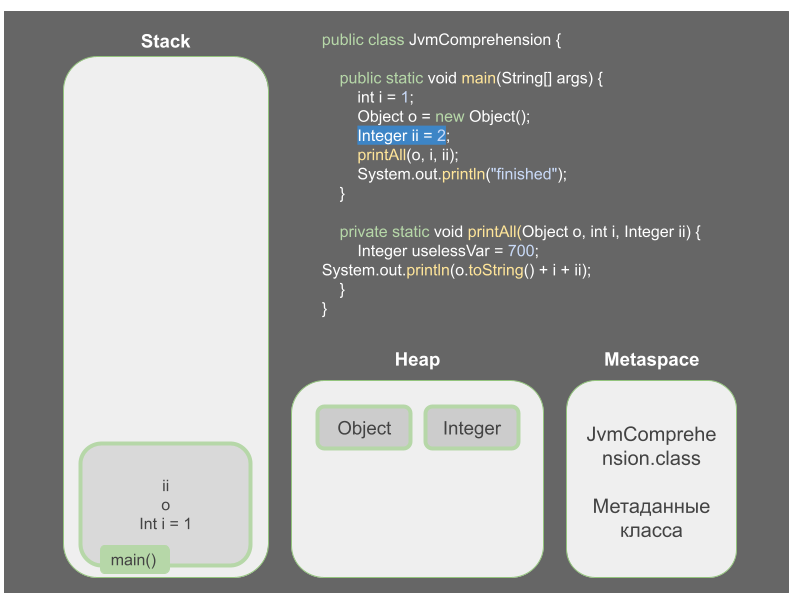 Stack
public class JvmComprehension {
public static void main(String[] args) {
int i = 1;
Object o = new Object();
Integer ii = 2;
printAll(o, i, ii);
System.out.println("finished");
}
private static void printAll(Object o, int i, Integer ii) {
Integer uselessVar = 700;
System.out.println(o.toString() + i + ii);
}
}
Heap
Metaspace
Object
Integer
JvmComprehe
nsion.class
Метаданные
класса
ii
o
Int i = 1
main()